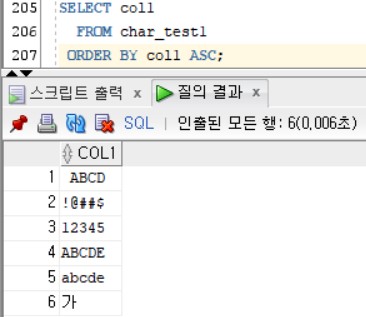 205 SELECT col1
206 FROM char_test1
207 ORDER BY col1 ASC;
스크립트 출력 x 질의 결과 x
SQL | 인출된 모든 행: 6(0,006초)
COL1
1  ABCD
2 !@##$
3 12345
4 ABCDE
5 abcde
6 가